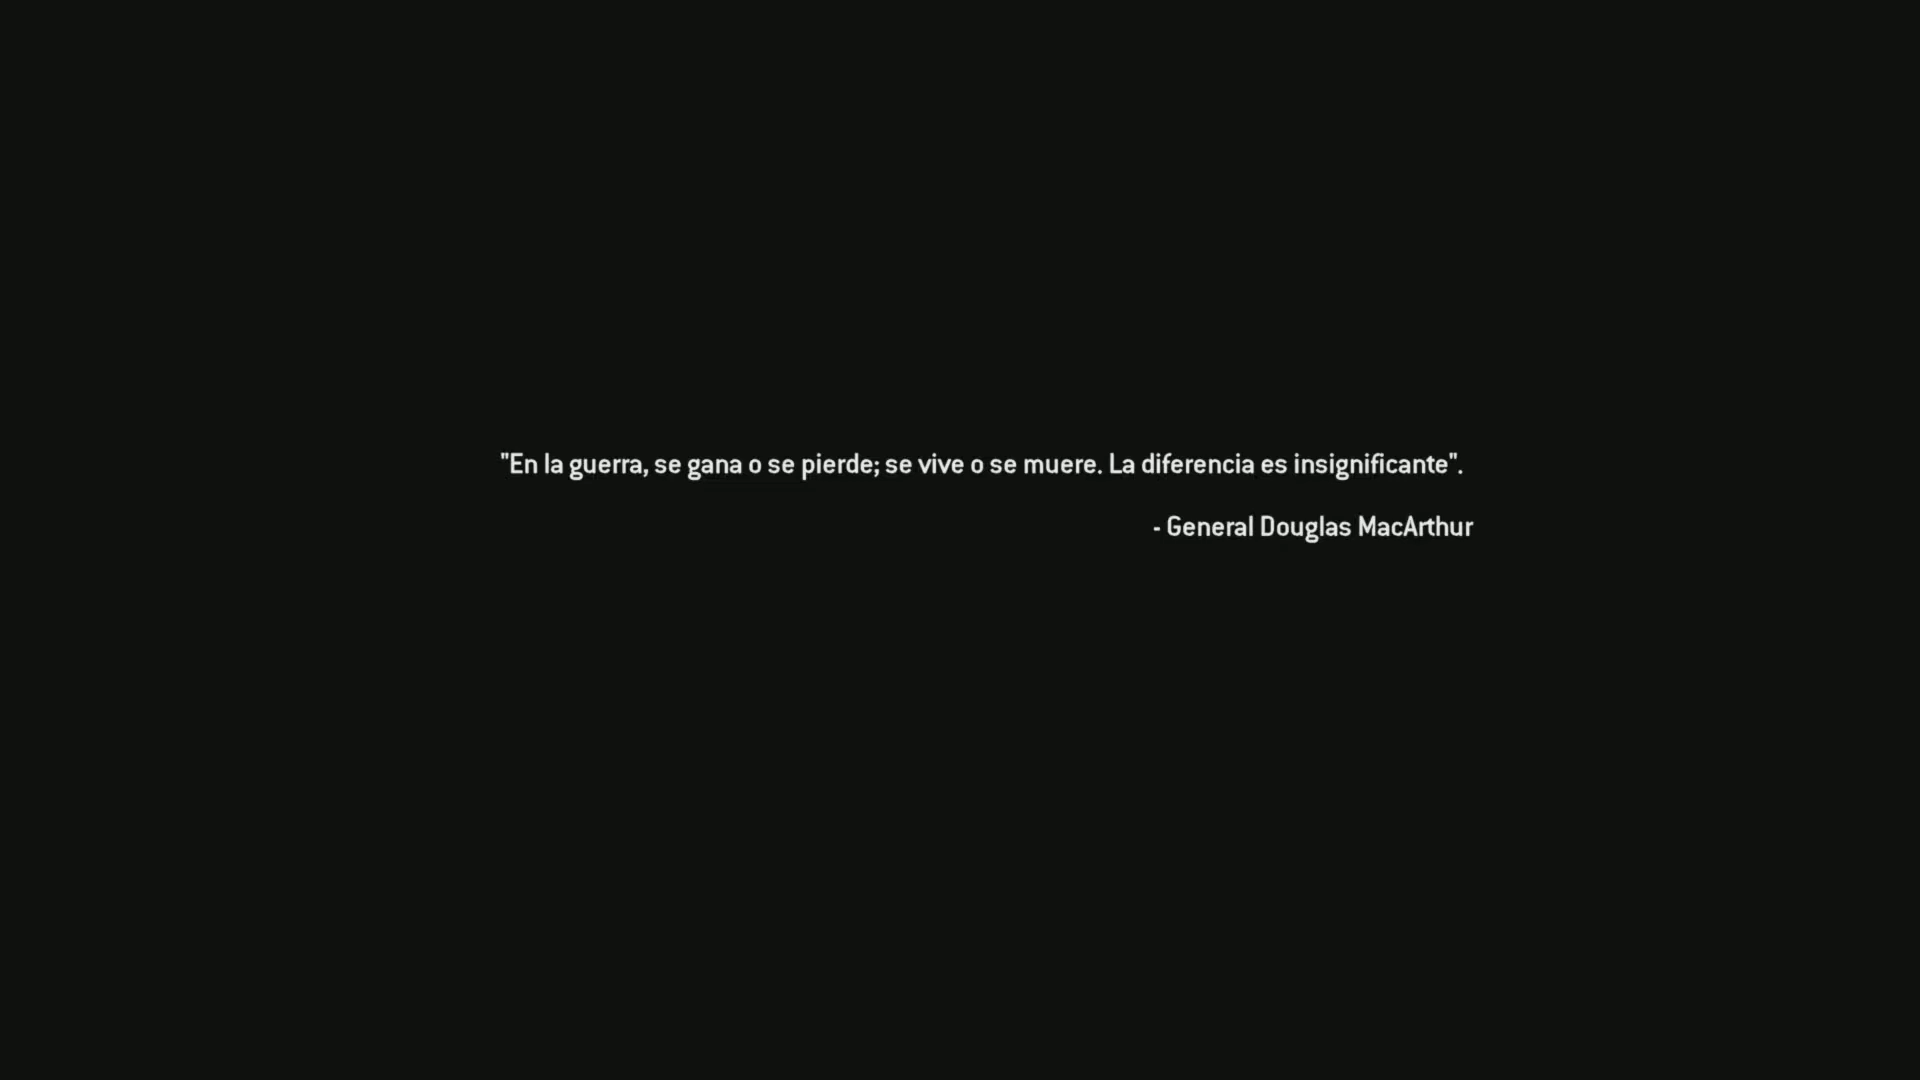 "En la guerra, se gana o se pierde; se vive o se muere. La diferencia es insignificante".
- General Douglas MacArthur